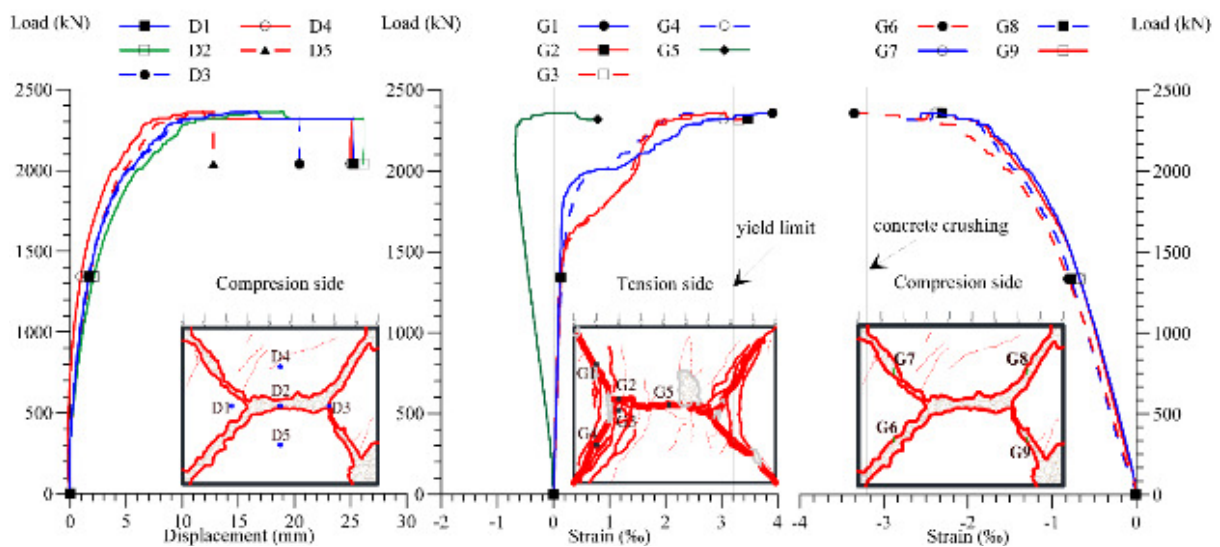 Load (kN)
D1
D4
D2
D5
D3
2500
2000
1500
1000
500
0
Compresion side
D4
D2
D1
D3
D5
0 5 10 15 20 25 30
Displacement (mm)
Load (kN)
G1
G4
G2
G5
G3
2500
2000
1500
1000
500
0
yield limit
Tension side
G1
G2
G5
G3
G4
-2 -1 0 1 2 3 4
Strain (‰)
Load (kN)
G6
G8
G7
G9
2500
2000
1500
1000
500
0
concrete crushing
Compresion side
G7
G8
G6
G9
-4 -3 -2 -1 0
Strain (‰)